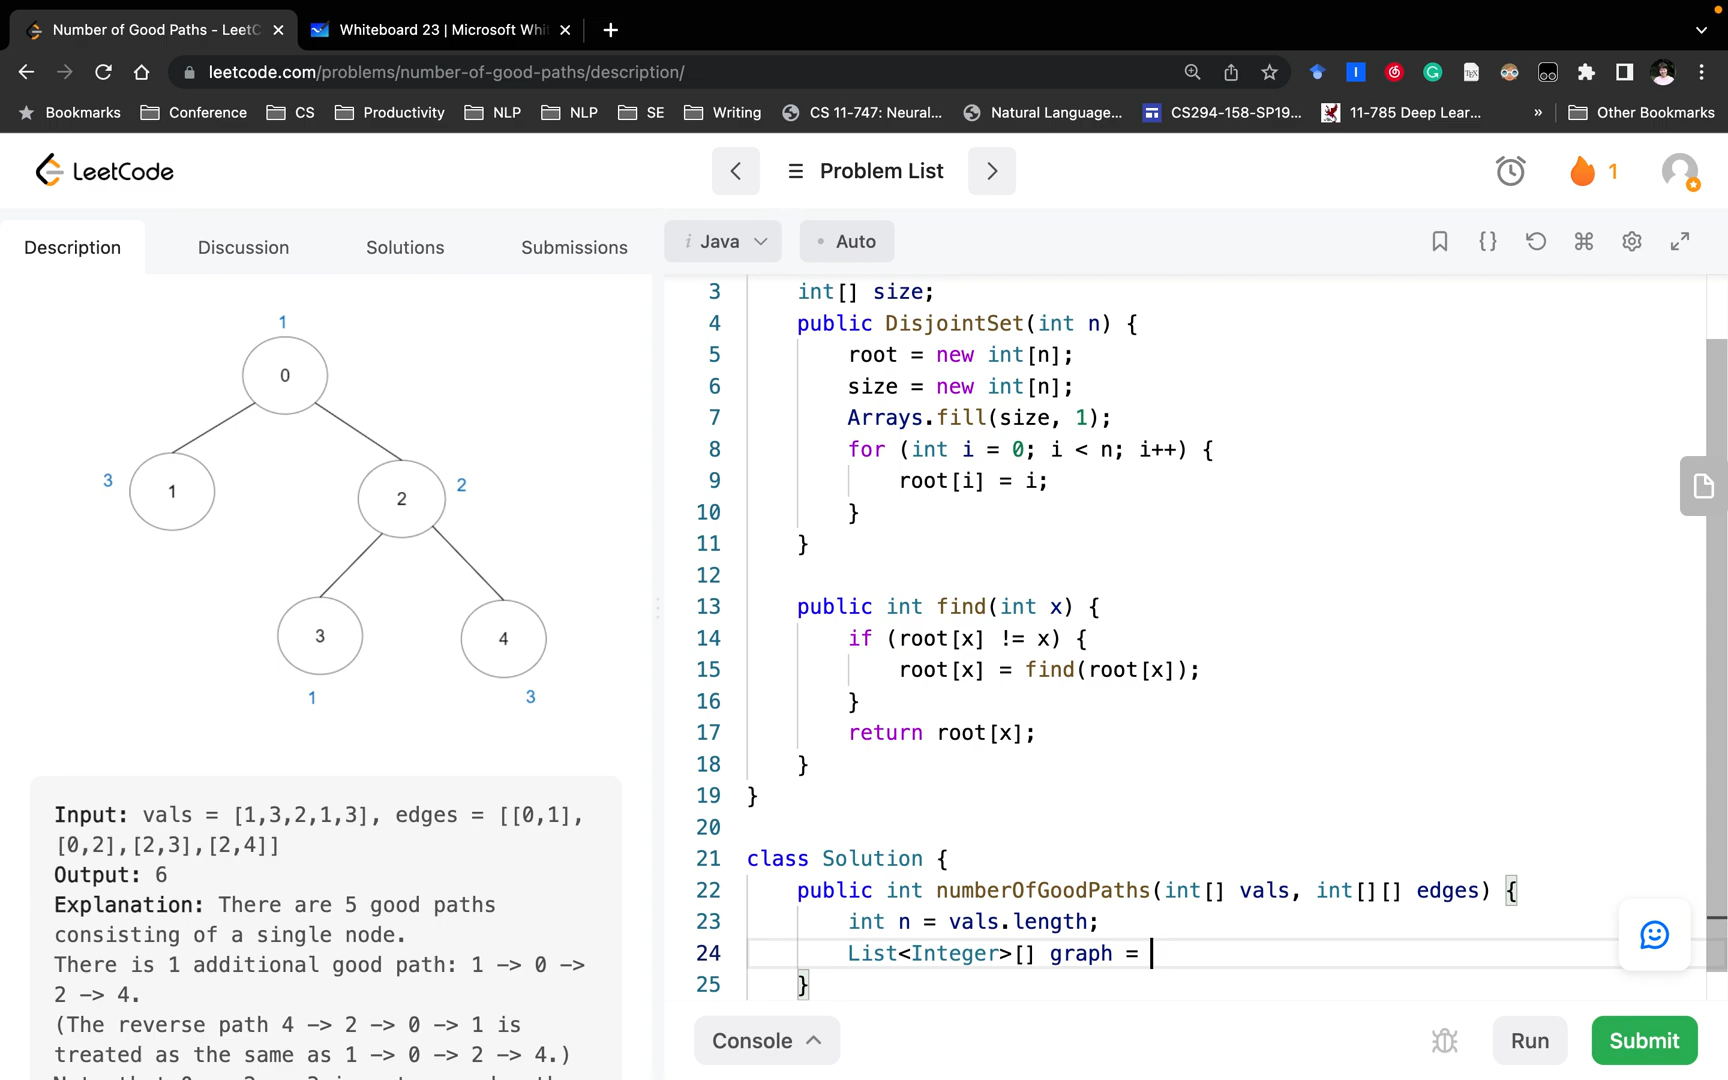 Number of Good Paths - LeetC
Whiteboard 23 | Microsoft Whi
leetcode.com/problems/number-of-good-paths/description/
Bookmarks Conference CS Productivity NLP NLP SE Writing CS 11-747: Neural... Natural Language... CS294-158-SP19... 11-785 Deep Lear... » Other Bookmarks
LeetCode
Problem List
1
Description Discussion Solutions Submissions
i Java
• Auto
1
0
3
1
2
2
3
4
1
3
Input: vals = [1,3,2,1,3], edges = [[0,1],
[0,2],[2,3],[2,4]]
Output: 6
Explanation: There are 5 good paths
consisting of a single node.
There is 1 additional good path: 1 -> 0 ->
2 -> 4.
(The reverse path 4 -> 2 -> 0 -> 1 is
treated as the same as 1 -> 0 -> 2 -> 4.)
3 int[] size;
4 public DisjointSet(int n) {
5 root = new int[n];
6 size = new int[n];
7 Arrays.fill(size, 1);
8 for (int i = 0; i < n; i++) {
9 root[i] = i;
10 }
11 }
12
13 public int find(int x) {
14 if (root[x] != x) {
15 root[x] = find(root[x]);
16 }
17 return root[x];
18 }
19 }
20
21 class Solution {
22 public int numberOfGoodPaths(int[] vals, int[][] edges) {
23 int n = vals.length;
24 List<Integer>[] graph =
25 }
Console
Run
Submit